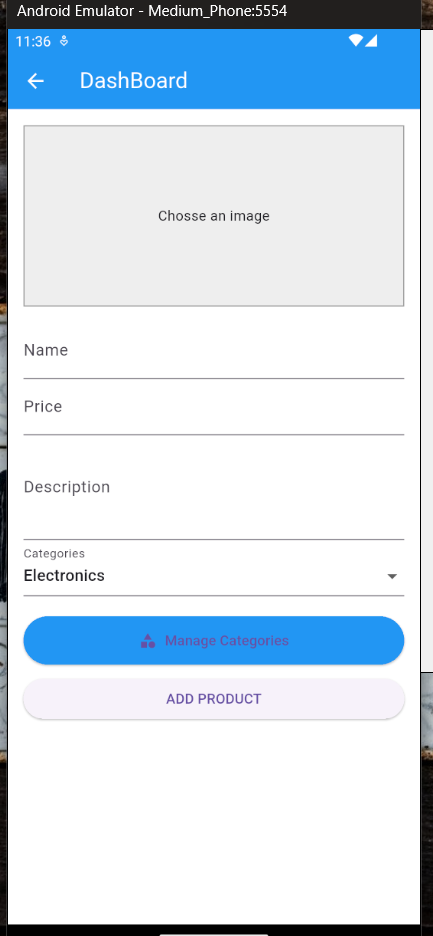 Android Emulator - Medium_Phone:5554
11:36
DashBoard
Chosse an image
Name
Price
Description
Categories
Electronics
Manage Categories
ADD PRODUCT